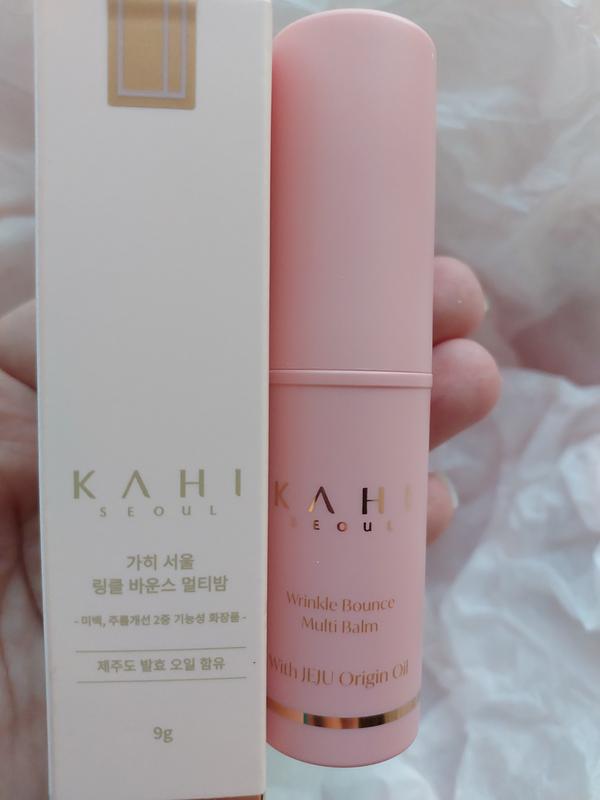 KAHI
SEOUL
가히 서울
링클 바운스 멀티밤
- 미백, 주름개선 2중 기능성 화장품 -
제주도 발효 오일 함유
9g
KAHI
SEOUL
Wrinkle Bounce
Multi Balm
With JEJU Origin Oil